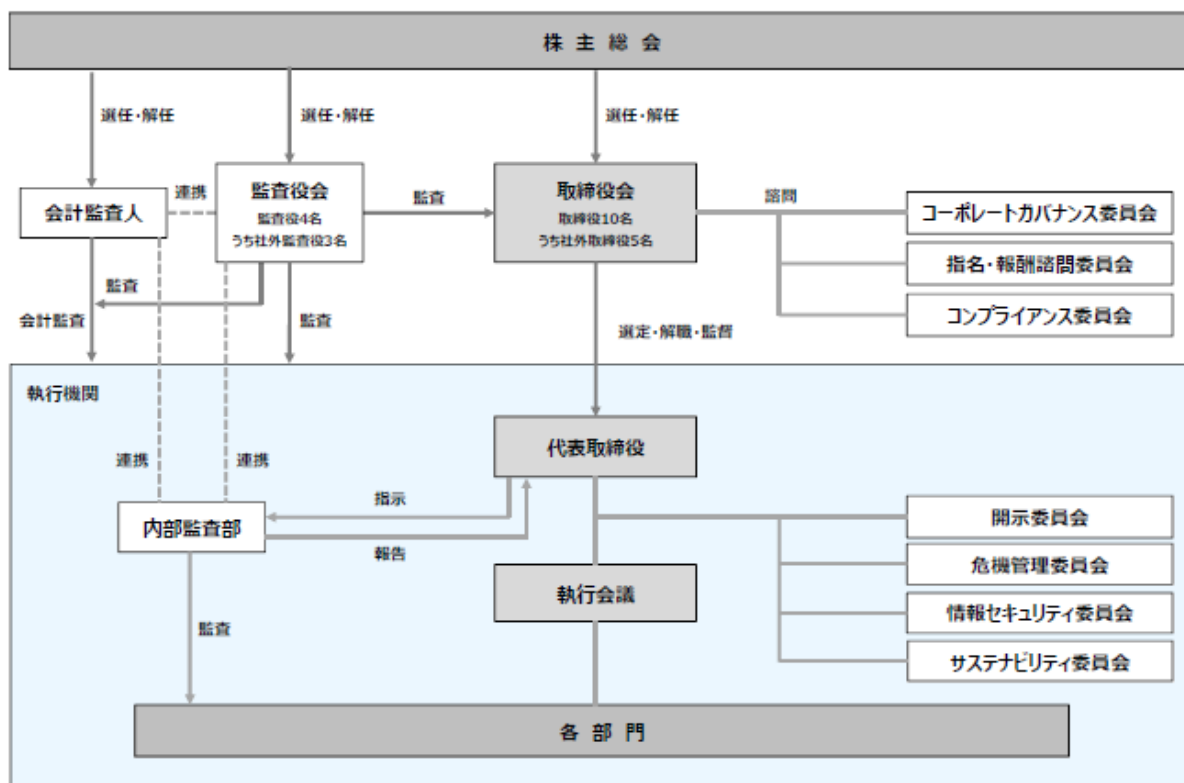 株主総会
選任・解任
選任・解任
選任・解任
会計監査人
連携
監査役会
監査役4名
うち社外監査役3名
監査
取締役会
取締役10名
うち社外取締役5名
諮問
コーポレートガバナンス委員会
指名・報酬諮問委員会
コンプライアンス委員会
監査
会計監査
監査
選定・解職・監督
執行機関
代表取締役
連携
連携
指示
内部監査部
報告
開示委員会
危機管理委員会
執行会議
情報セキュリティ委員会
監査
サステナビリティ委員会
各部門